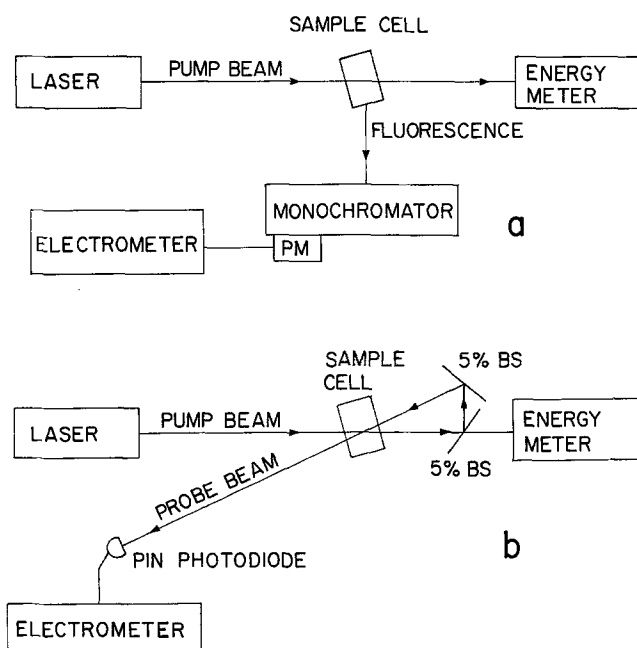 SAMPLE CELL
LASER
PUMP BEAM
ENERGY
METER
FLUORESCENCE
MONOCHROMATOR
ELECTROMETER
PM
a
SAMPLE
CELL
5% BS
LASER
PUMP BEAM
ENERGY
METER
5% BS
PROBE BEAM
PIN PHOTODIODE
b
ELECTROMETER